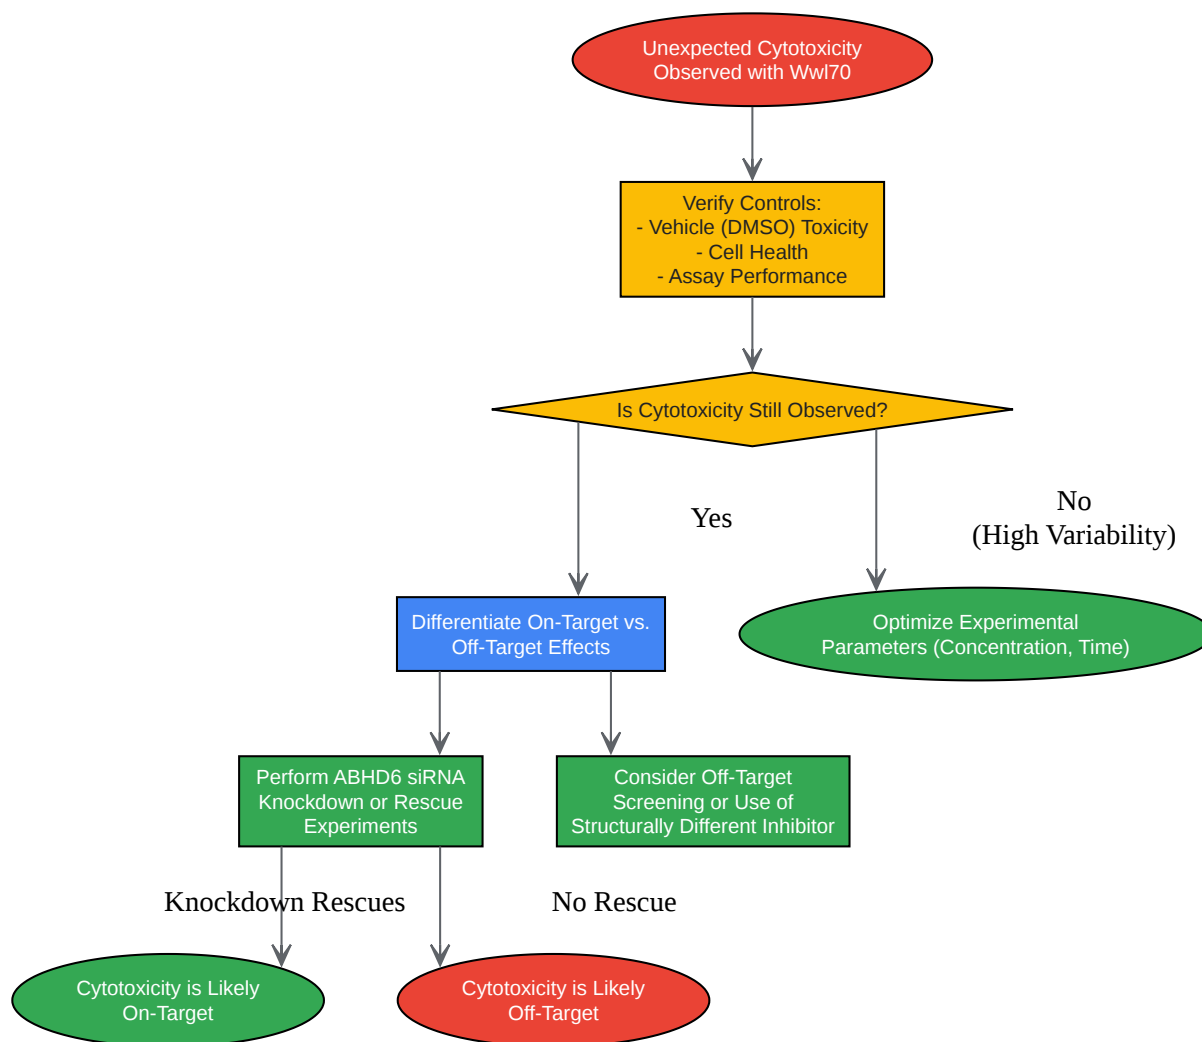 Unexpected Cytotoxicity
Observed with Wwl70
Verify Controls:
- Vehicle (DMSO) Toxicity
- Cell Health
- Assay Performance
Is Cytotoxicity Still Observed?
Yes
No
(High Variability)
Differentiate On-Target vs.
Off-Target Effects
Optimize Experimental
Parameters (Concentration, Time)
Perform ABHD6 siRNA
Knockdown or Rescue
Experiments
Consider Off-Target
Screening or Use of
Structurally Different Inhibitor
Knockdown Rescues
No Rescue
Cytotoxicity is Likely
On-Target
Cytotoxicity is Likely
Off-Target